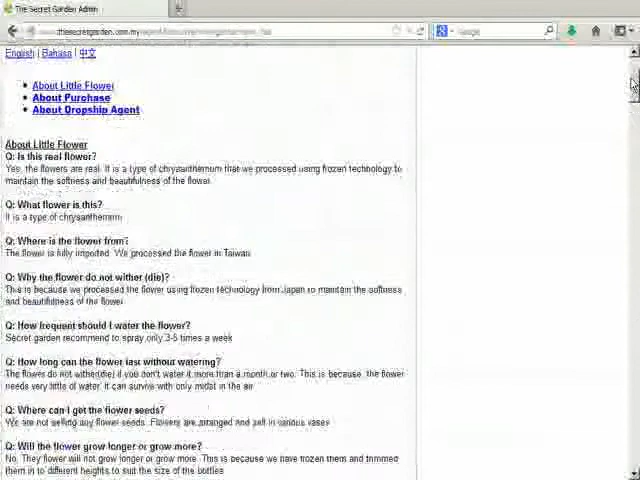 The Secret Garden Admin
Google
English | Bahasa | 中文
About Little Flower
About Purchase
About Dropship Agent
About Little Flower
Q: Is this real flower?
Yes, the flowers are real. It is a type of chrysanthemum that we processed using frozen technology to
maintain the softness and beautifulness of the flower.
Q: What flower is this?
It is a type of chrysanthemum
Q: Where is the flower from?
The flower is fully imported. We processed the flower in Taiwan
Q: Why the flower do not wither (die)?
This is because we processed the flower using frozen technology from Japan to maintain the softness
and beautifulness of the flower
Q: How frequent should I water the flower?
Secret garden recommend to spray only 3-5 times a week
Q: How long can the flower last without watering?
The flower do not wither(die) if you don't water it more than a month or two. This is because, the flower
needs very little of water. It can survive with only moist in the air
Q: Where can I get the flower seeds?
We are not selling any flower seeds. Flowers are arranged and sell in various vases
Q: Will the flower grow longer or grow more?
No. They flower will not grow longer or grow more. This is because we have frozen them and trimmed
them in to different heights to suit the size of the bottles